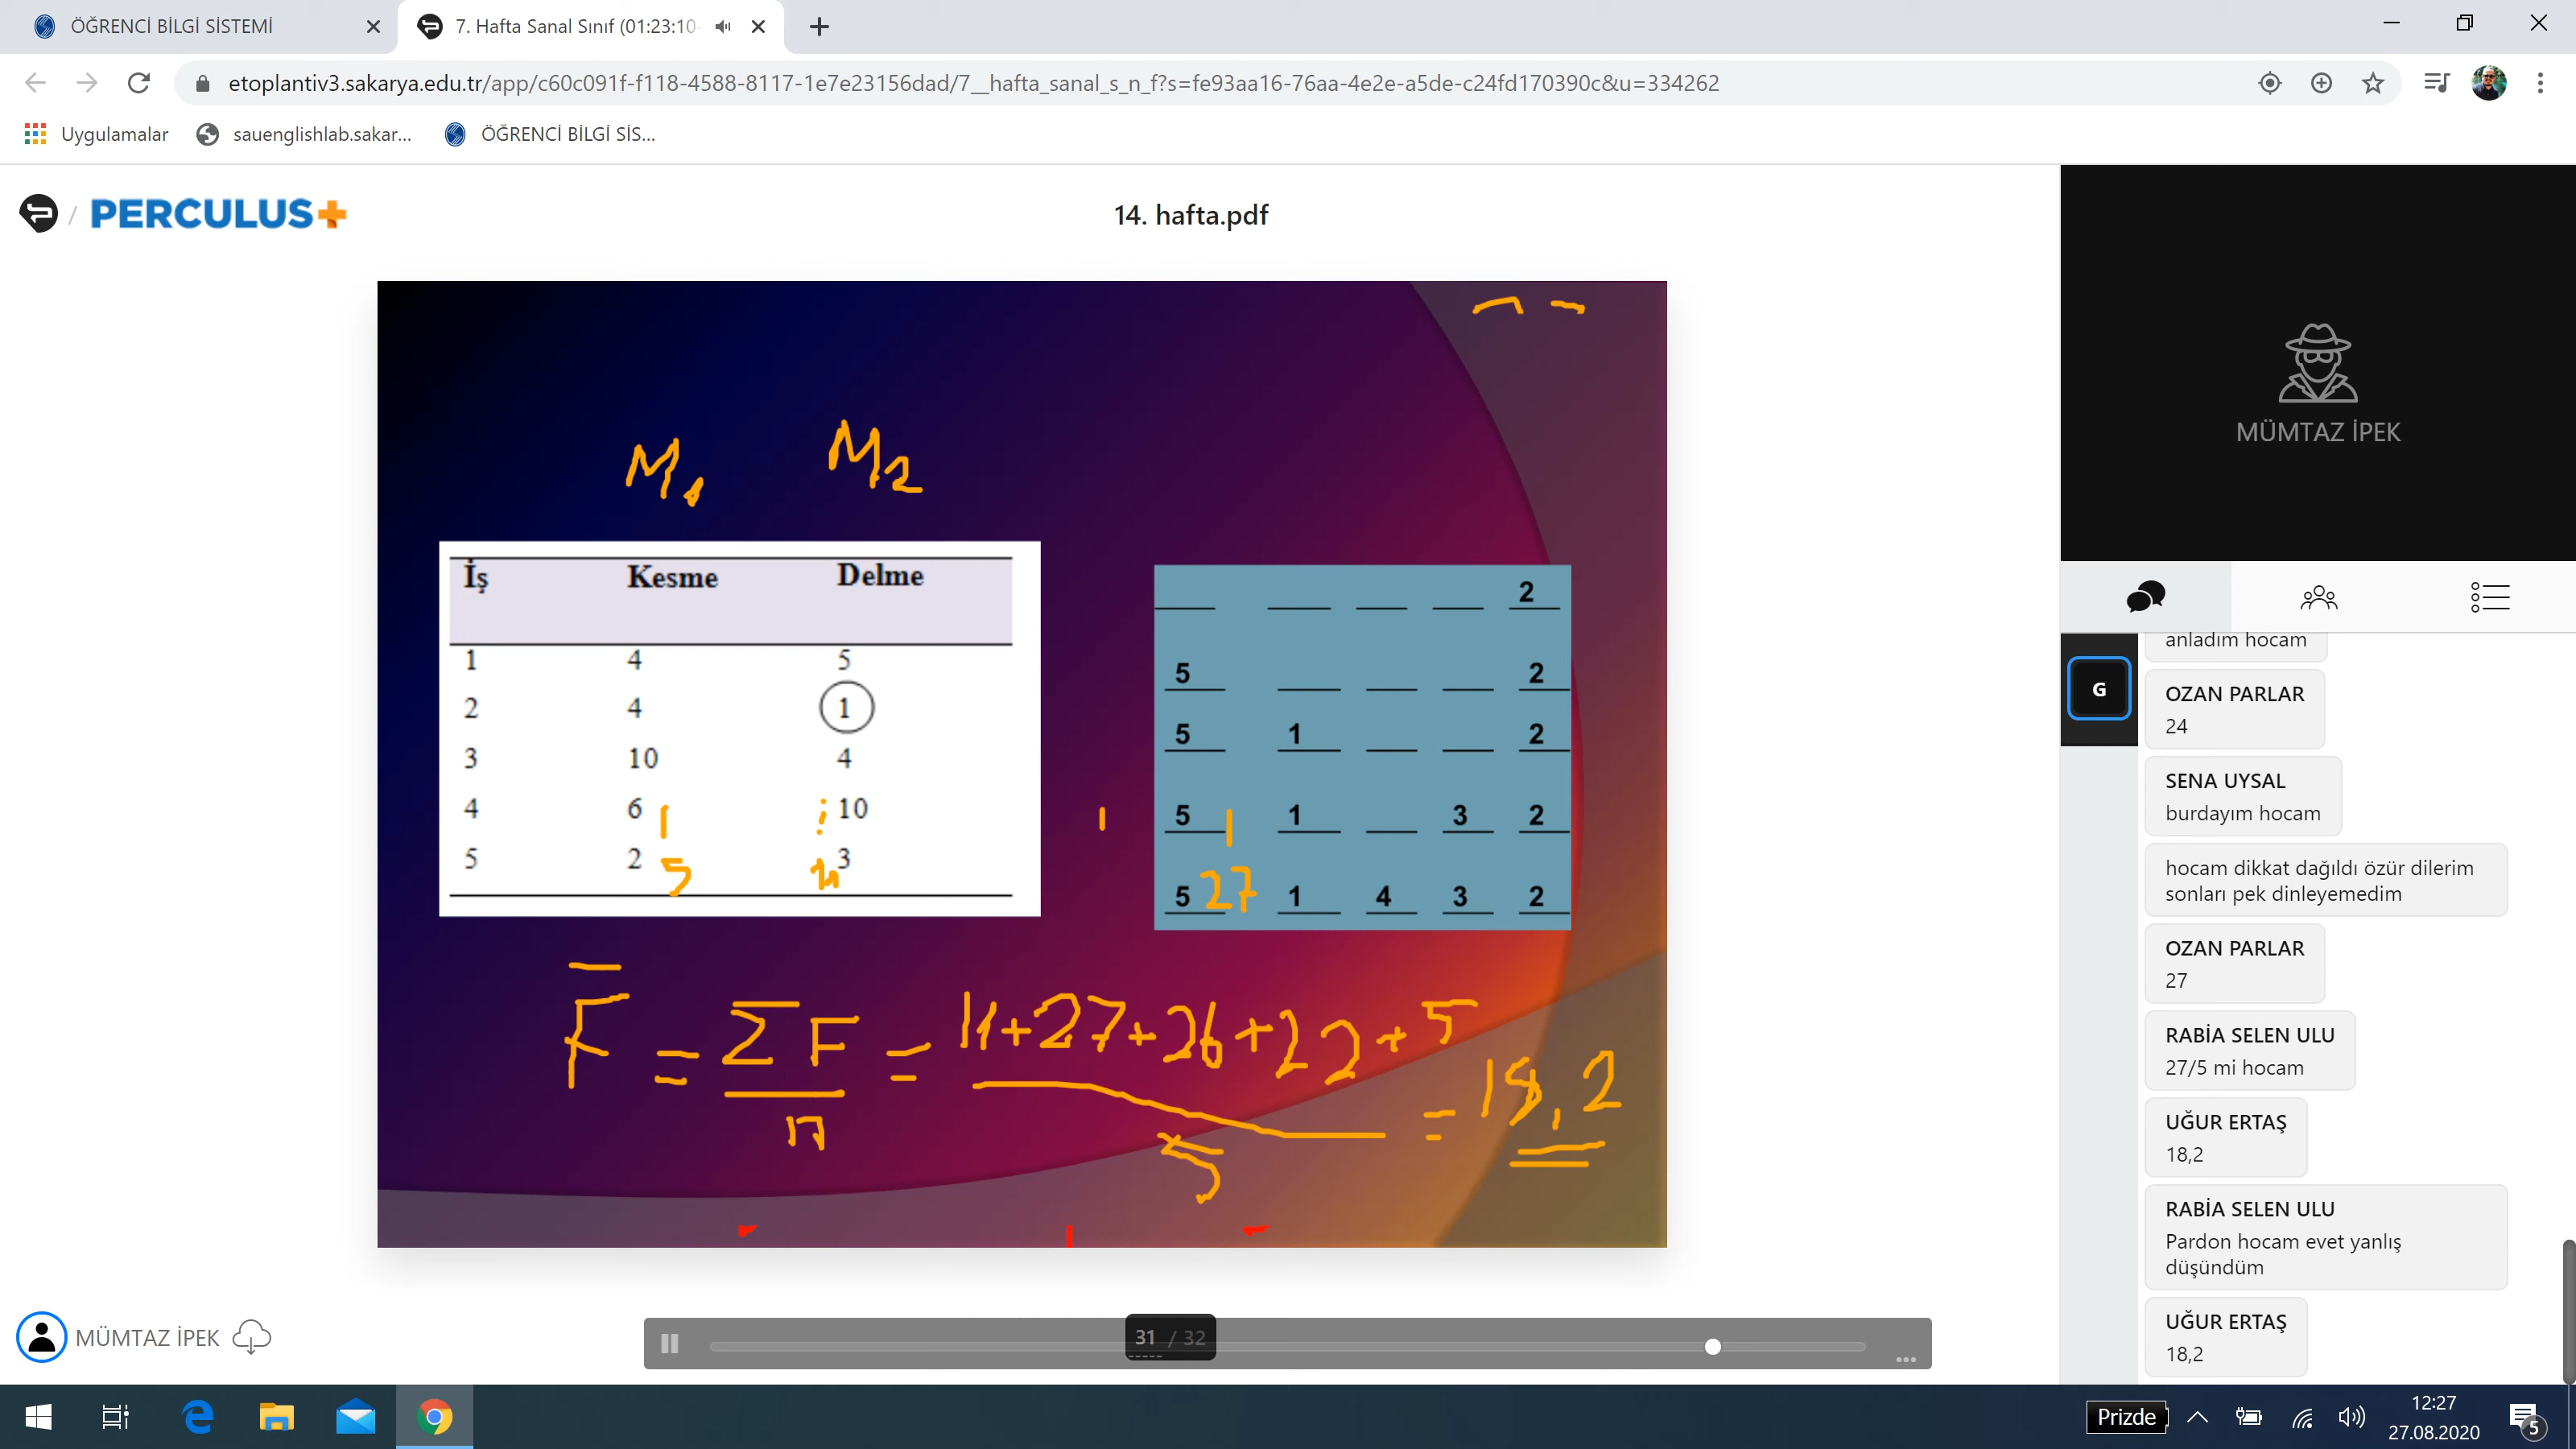 ÖĞRENCİ BİLGİ SİSTEMİ
7. Hafta Sanal Sınıf (01:23:10
etoplantiv3.sakarya.edu.tr/app/c60c091f-f118-4588-8117-1e7e23156dad/7__hafta_sanal_s_n_f?s=fe93aa16-76aa-4e2e-a5de-c24fd170390c&u=334262
Uygulamalar
sauenglishlab.sakar...
ÖĞRENCİ BİLGİ SİS...
/ PERCULUS+
14. hafta.pdf
M1 M2
İş Kesme Delme
1 4 5
2 4 1
3 10 4
4 6 10
5 2 3
2
5 2
5 1 2
5 1 3 2
5 27 1 4 3 2
F = ΣF / n = 11+27+26+22+5 / 5 = 18,2
MÜMTAZ İPEK
anladım hocam
G
OZAN PARLAR
24
SENA UYSAL
burdayım hocam
hocam dikkat dağıldı özür dilerim
sonları pek dinleyemedim
OZAN PARLAR
27
RABİA SELEN ULU
27/5 mi hocam
UĞUR ERTAŞ
18,2
RABİA SELEN ULU
Pardon hocam evet yanlış
düşündüm
UĞUR ERTAŞ
18,2
MÜMTAZ İPEK
31 / 32
Prizde
12:27
27.08.2020
5